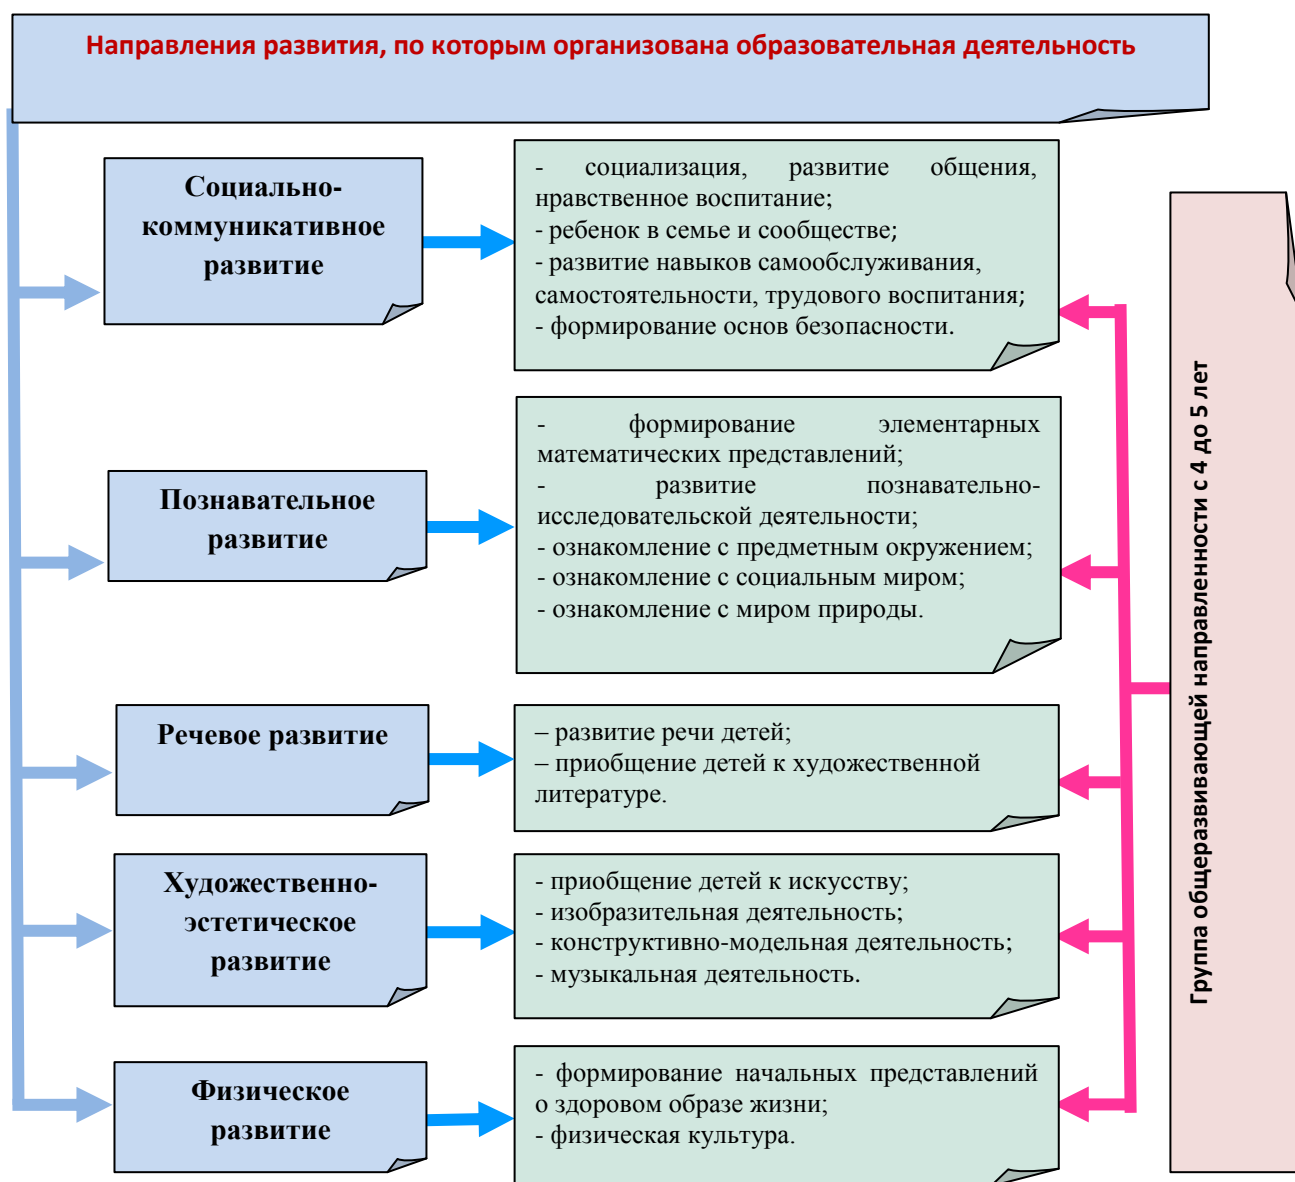 Направления развития, по которым организована образовательная деятельность
Социально-
коммуникативное
развитие
- социализация, развитие общения,
нравственное воспитание;
- ребенок в семье и сообществе;
- развитие навыков самообслуживания,
самостоятельности, трудового воспитания;
- формирование основ безопасности.
Познавательное
развитие
- формирование элементарных
математических представлений;
- развитие познавательно-
исследовательской деятельности;
- ознакомление с предметным окружением;
- ознакомление с социальным миром;
- ознакомление с миром природы.
Речевое развитие
– развитие речи детей;
– приобщение детей к художественной
литературе.
Художественно-
эстетическое
развитие
- приобщение детей к искусству;
- изобразительная деятельность;
- конструктивно-модельная деятельность;
- музыкальная деятельность.
Физическое
развитие
- формирование начальных представлений
о здоровом образе жизни;
- физическая культура.
Группа общеразвивающей направленности с 4 до 5 лет